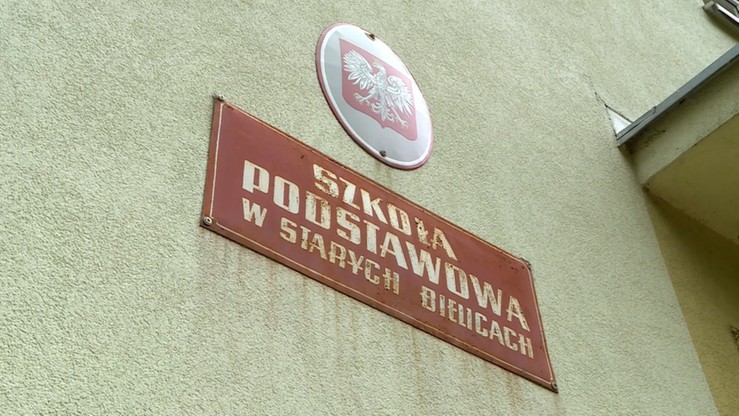 SZKOŁA
PODSTAWOWA
W STARYCH BIELICACH